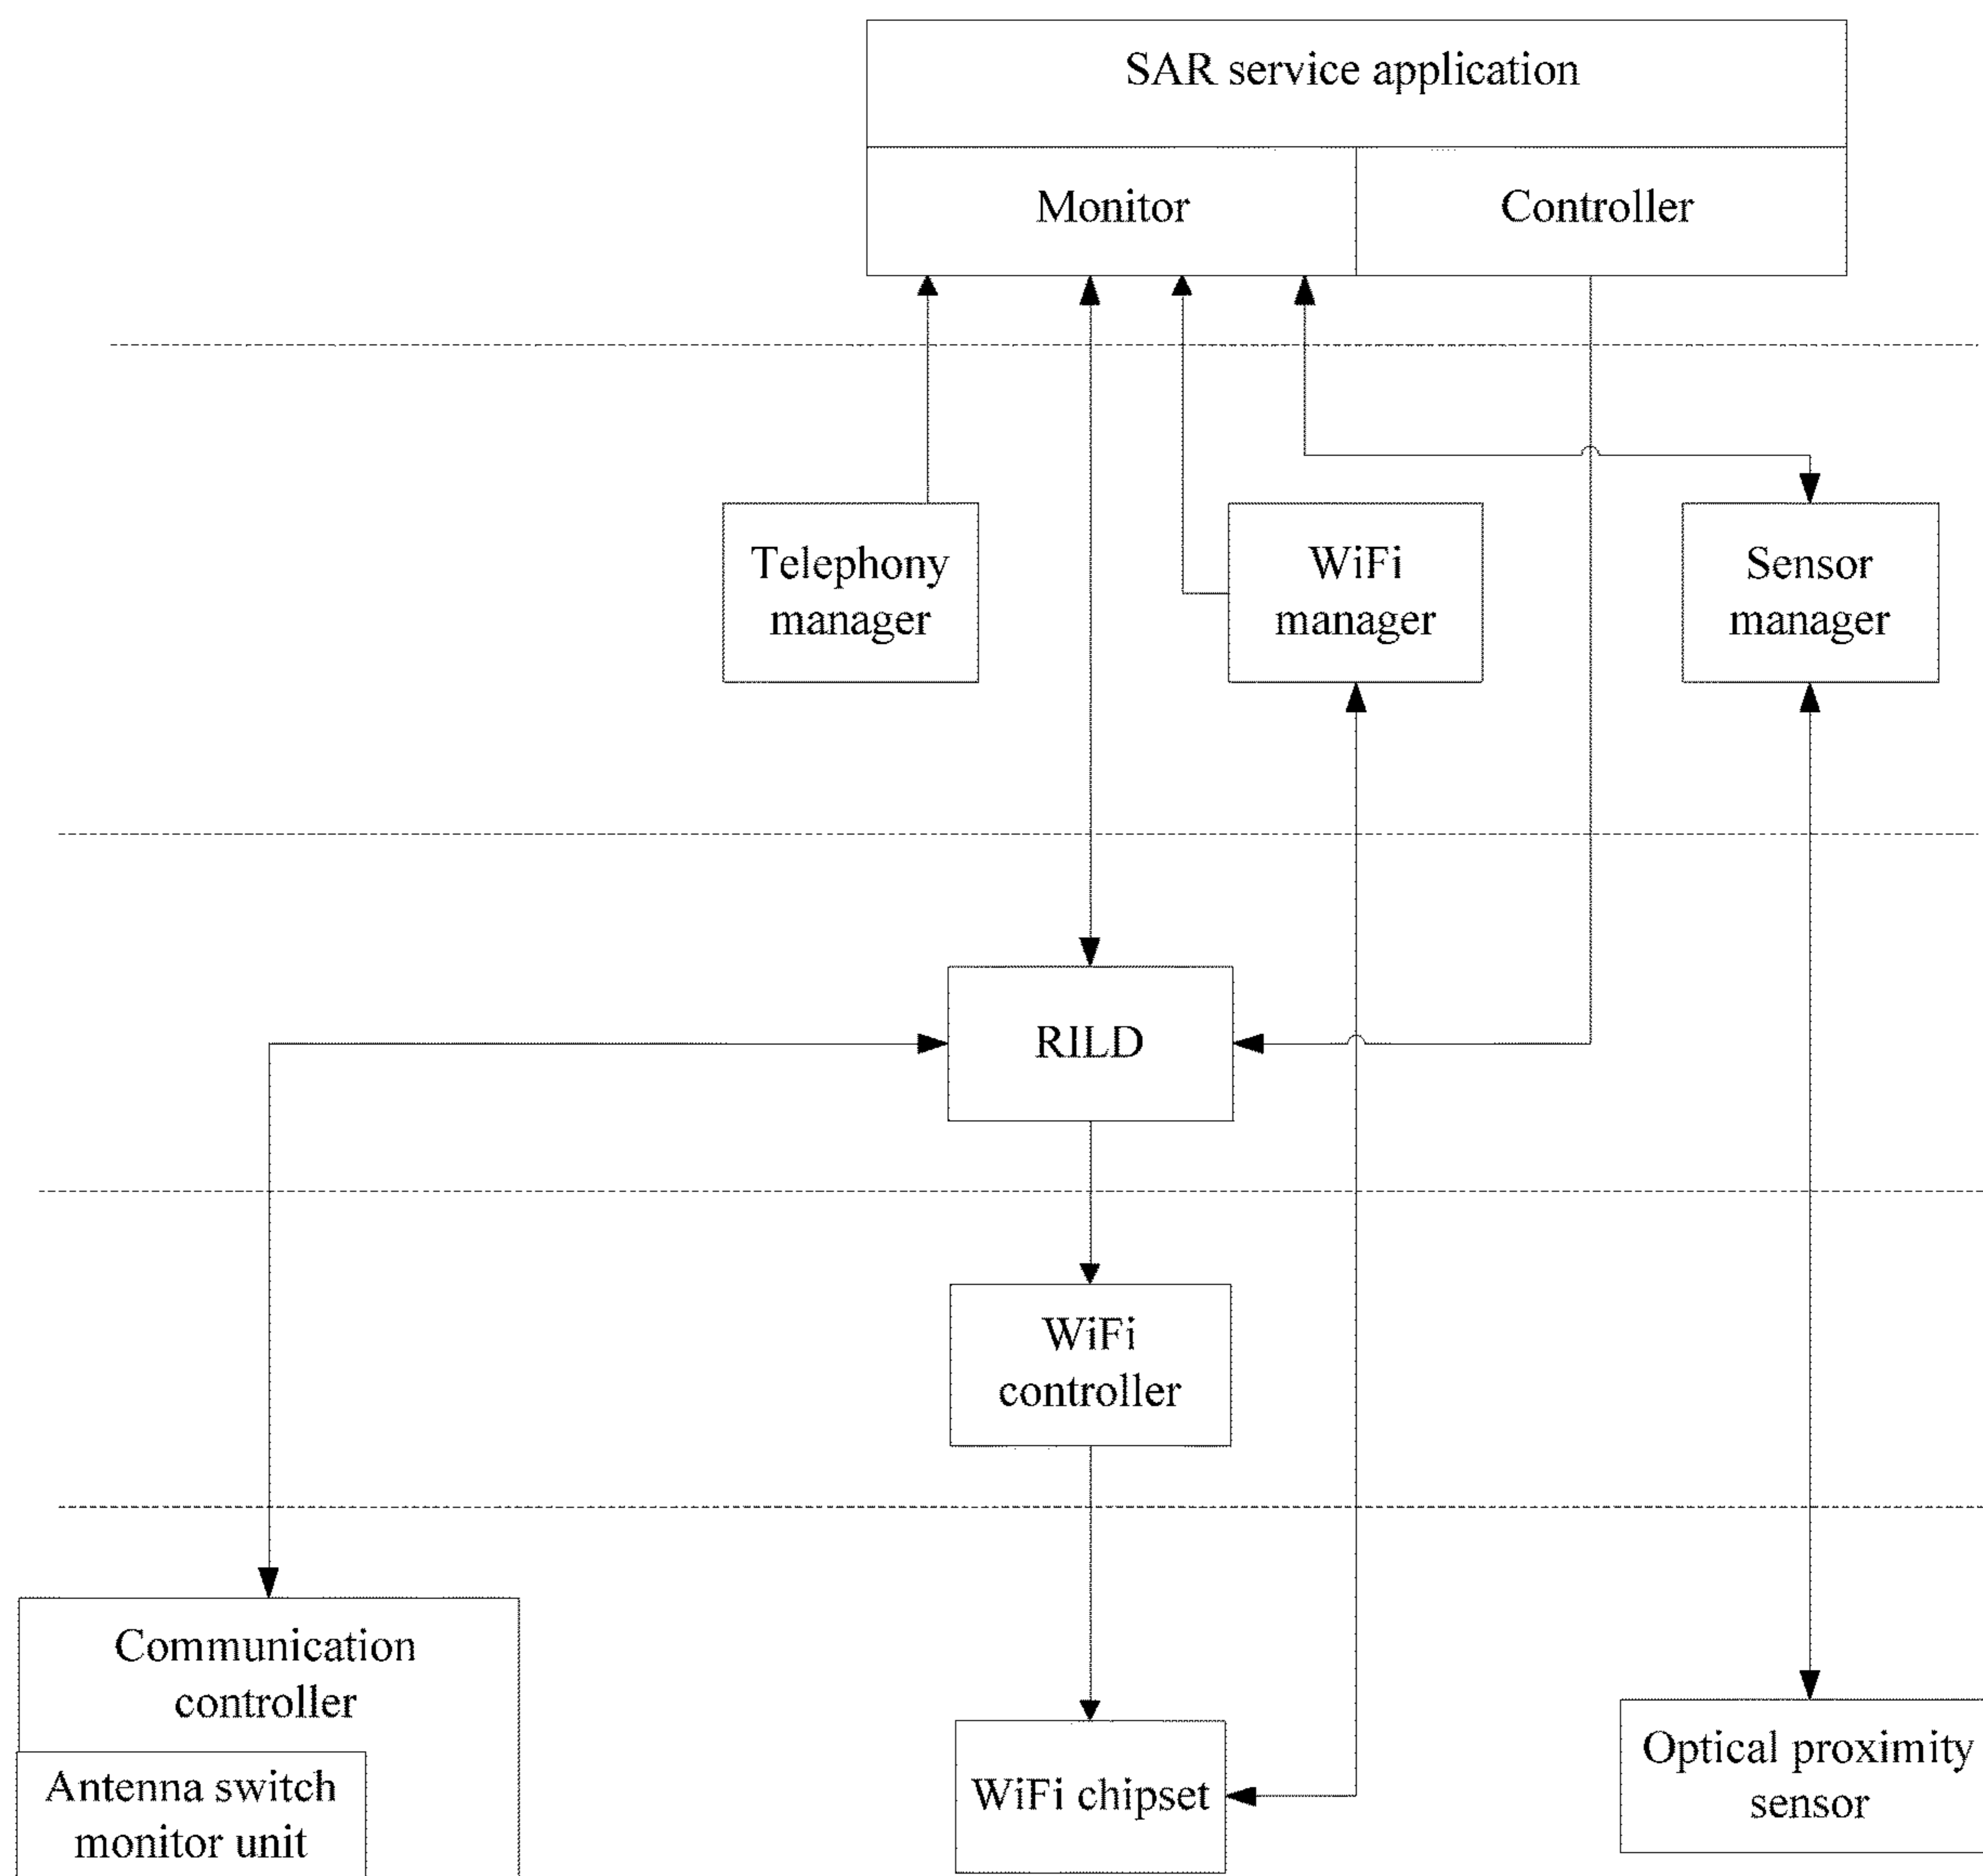 SAR service application
Monitor
Controller
Telephony
manager
WiFi
manager
Sensor
manager
RILD
WiFi
controller
Communication
controller
Antenna switch
monitor unit
WiFi chipset
Optical proximity
sensor